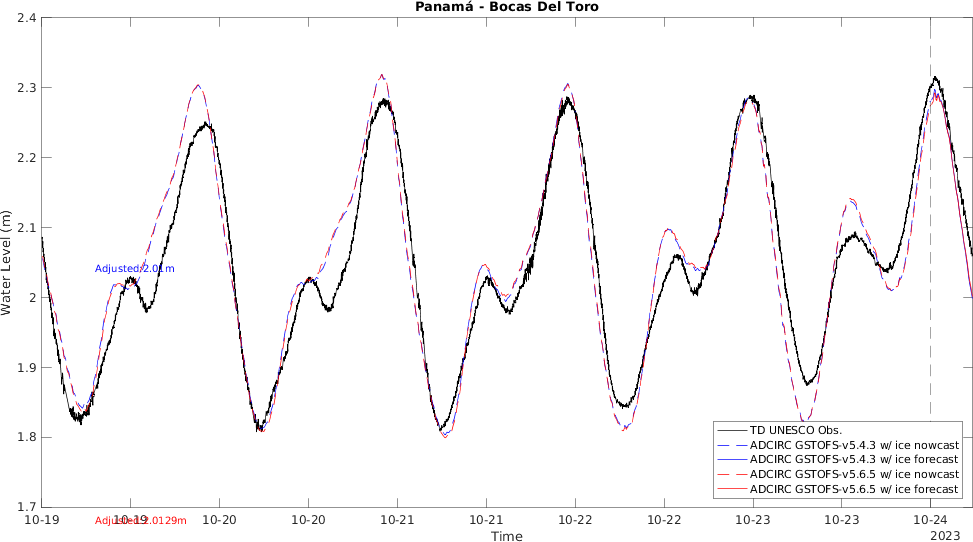 Panamá - Bocas Del Toro
Water Level (m)
2.4
2.3
2.2
2.1
2
1.9
1.8
1.7
Adjusted:2.01m
Adjusted:2.0129m
TD UNESCO Obs.
ADCIRC GSTOFS-v5.4.3 w/ ice nowcast
ADCIRC GSTOFS-v5.4.3 w/ ice forecast
ADCIRC GSTOFS-v5.6.5 w/ ice nowcast
ADCIRC GSTOFS-v5.6.5 w/ ice forecast
10-19 10-19 10-20 10-20 10-21 10-21 10-22 10-22 10-23 10-23 10-24
Time
2023